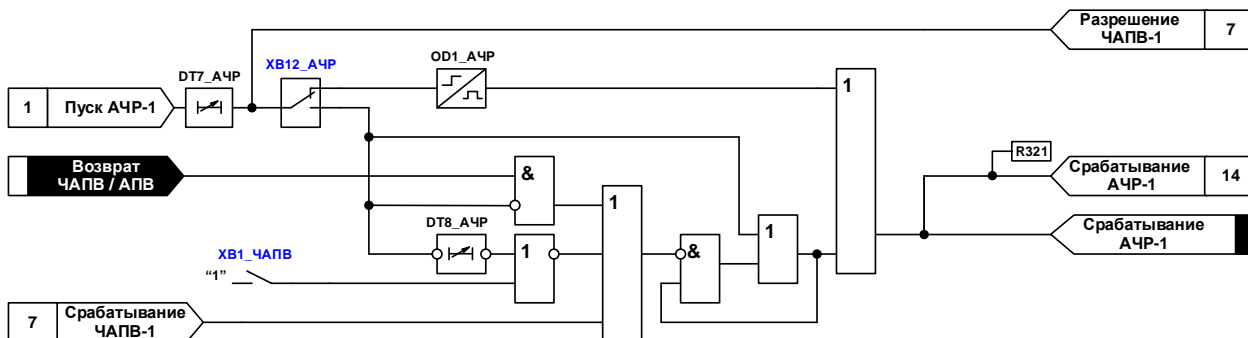 Разрешение
ЧАПВ-1
7
DT7_АЧР
XB12_АЧР
OD1_АЧР
1
Пуск АЧР-1
1
Возврат
ЧАПВ / АПВ
&
1
R321
Срабатывание
АЧР-1
14
DT8_АЧР
1
1
&
Срабатывание
АЧР-1
XB1_ЧАПВ
“1”
7
Срабатывание
ЧАПВ-1